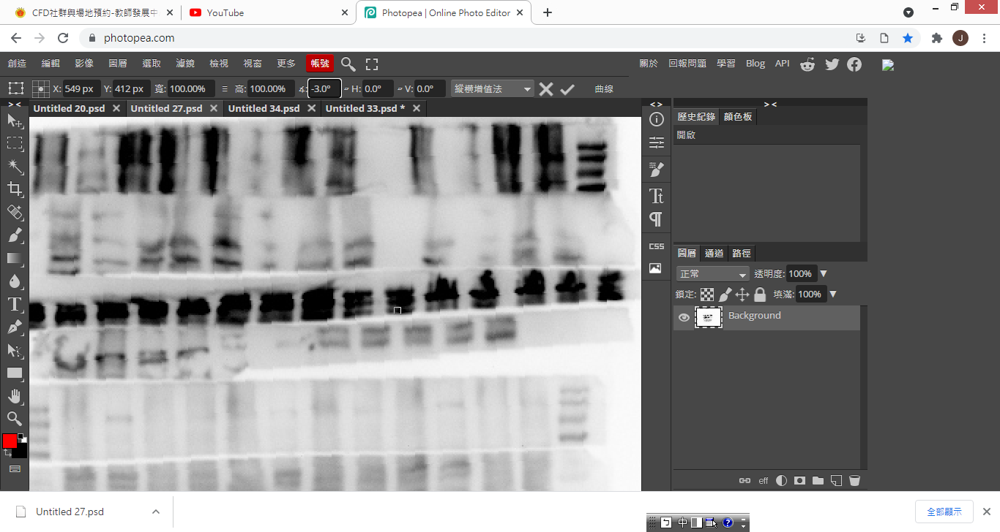 CFD社群與場地預約-教師發展中
YouTube
Photopea | Online Photo Editor
photopea.com
J
創造 編輯 影像 圖層 選取 濾鏡 檢視 視窗 更多 帳號
關於 回報問題 學習 Blog API
X: 549 px Y: 412 px 寬: 100.00% 高: 100.00% -3.0° H: 0.0° V: 0.0° 縱橫增值法 曲線
> < Untitled 20.psd Untitled 27.psd Untitled 34.psd Untitled 33.psd *
< > > <
歷史紀錄 顏色板
開啟
CSS
圖層 通道 路徑
正常 透明度: 100%
鎖定: 填滿: 100%
Background
eff
Untitled 27.psd
全部顯示
中